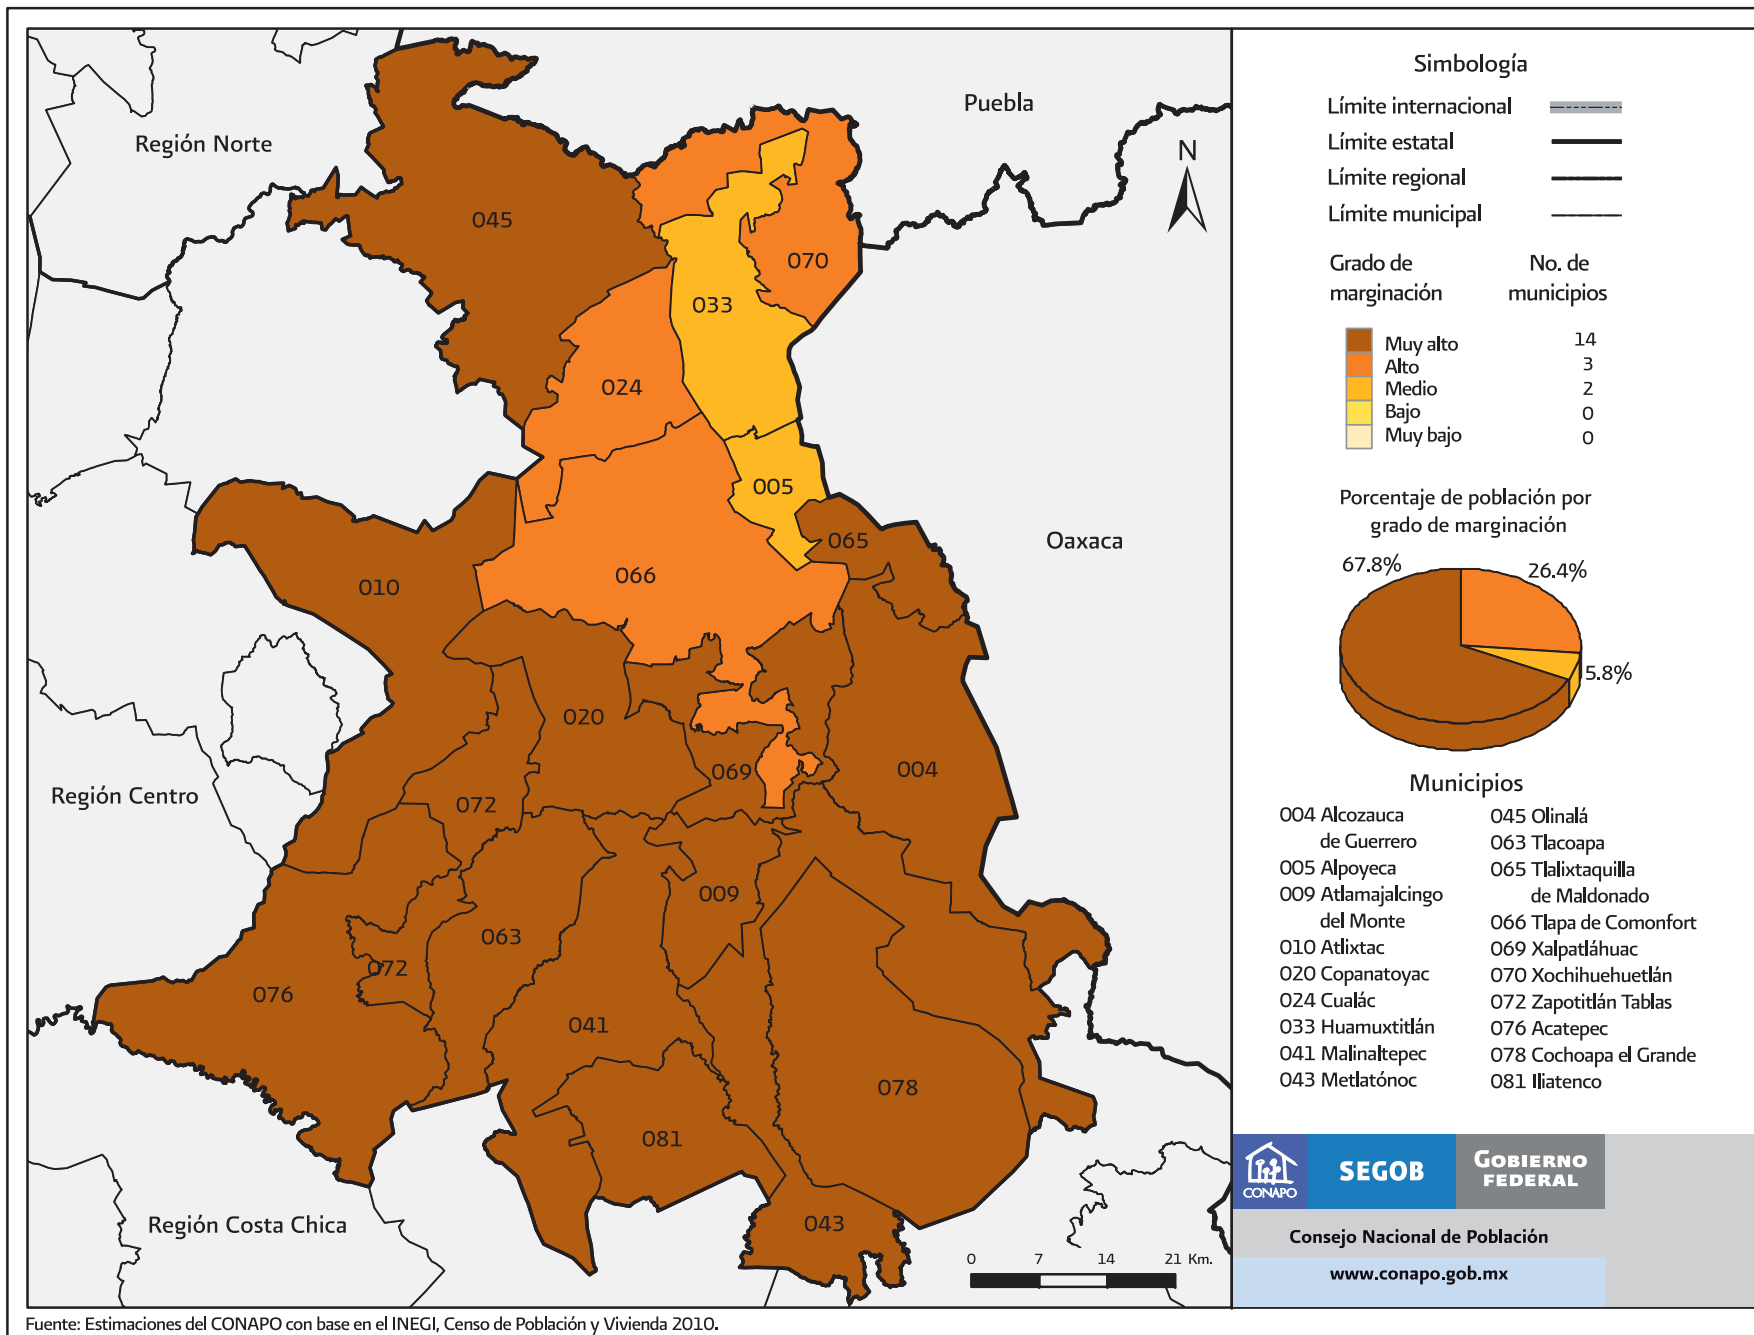 Región Norte
Puebla
N
045
070
033
024
005
065
Oaxaca
010
066
020
069
004
072
Región Centro
009
063
072
076
041
078
081
043
Región Costa Chica
0 7 14 21 Km.
Simbología
Límite internacional
Límite estatal
Límite regional
Límite municipal
Grado de marginación
No. de municipios
Muy alto 14
Alto 3
Medio 2
Bajo 0
Muy bajo 0
Porcentaje de población por
grado de marginación
67.8%
26.4%
5.8%
Municipios
004 Alcozauca
de Guerrero
005 Alpoyeca
009 Atlamajalcingo
del Monte
010 Atlixtac
020 Copanatoyac
024 Cualác
033 Huamuxtitlán
041 Malinaltepec
043 Metlatónoc
045 Olinalá
063 Tlacoapa
065 Tlalixtaquilla
de Maldonado
066 Tlapa de Comonfort
069 Xalpatláhuac
070 Xochihuehuetlán
072 Zapotitlán Tablas
076 Acatepec
078 Cochoapa el Grande
081 Iliatenco
CONAPO
SEGOB
GOBIERNO
FEDERAL
Consejo Nacional de Población
www.conapo.gob.mx
Fuente: Estimaciones del CONAPO con base en el INEGI, Censo de Población y Vivienda 2010.